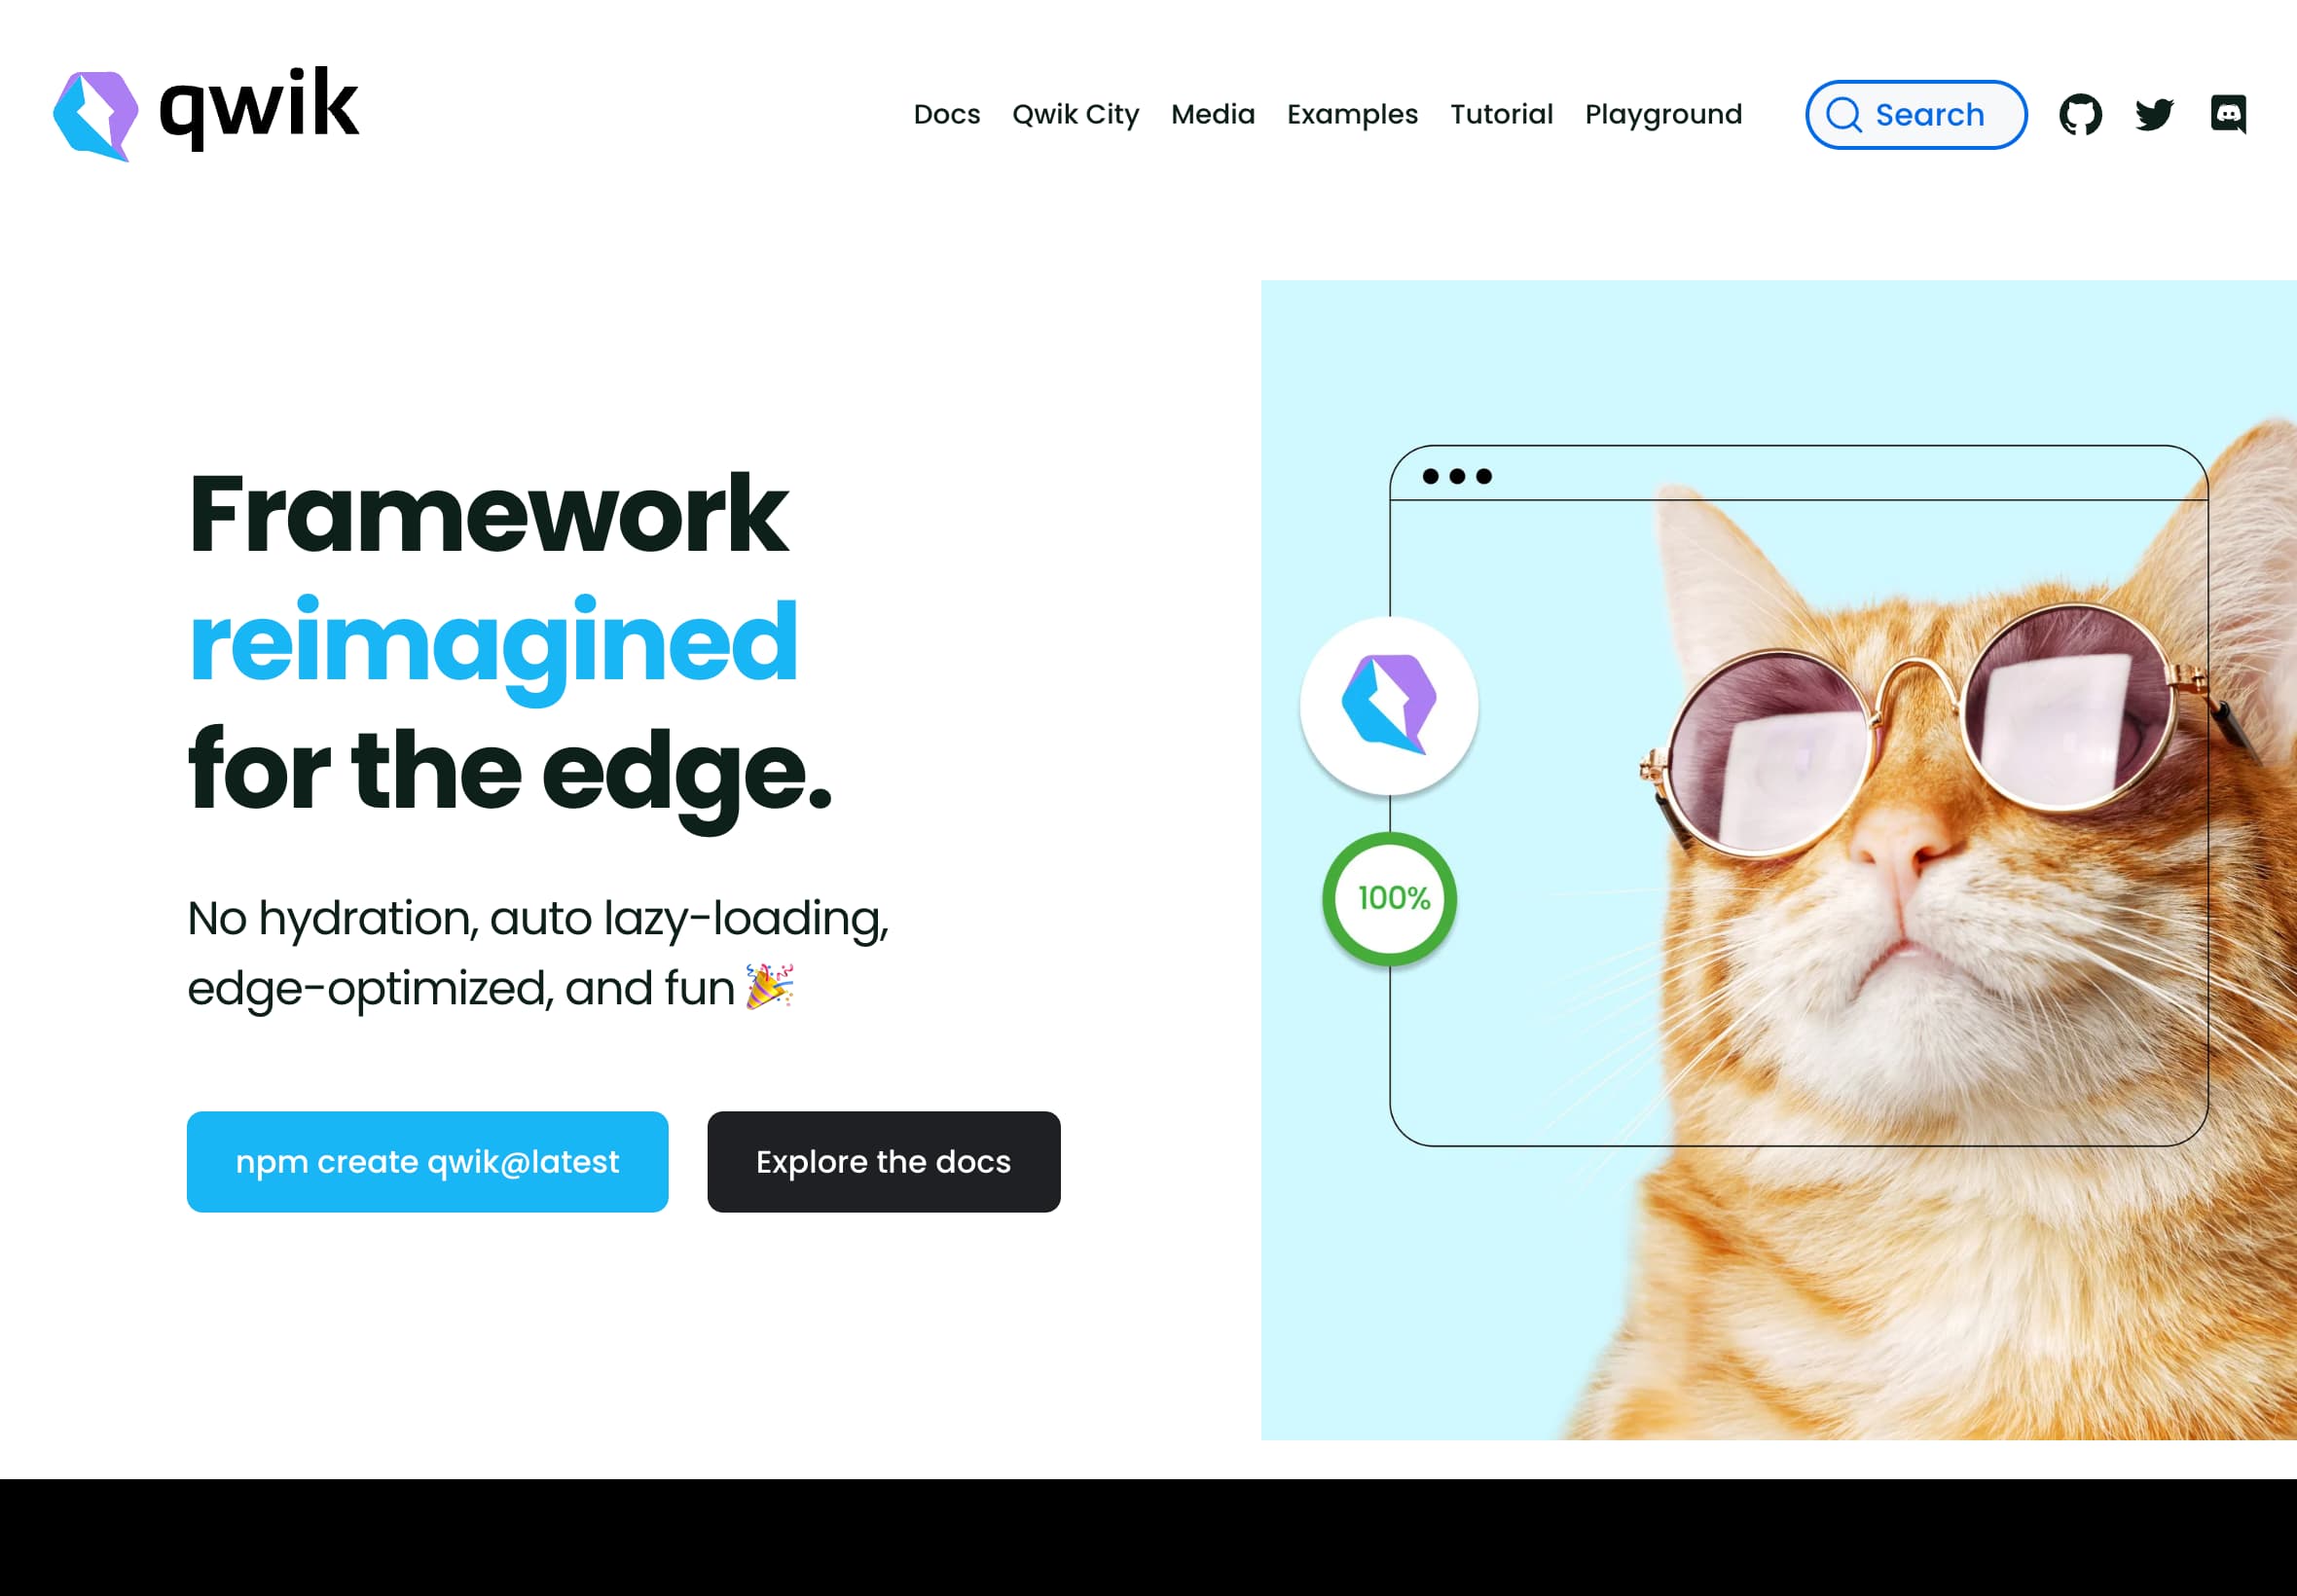 qwik
Docs Qwik City Media Examples Tutorial Playground Search
Framework
reimagined
for the edge.
No hydration, auto lazy-loading,
edge-optimized, and fun 🎉
npm create qwik@latest Explore the docs
100%